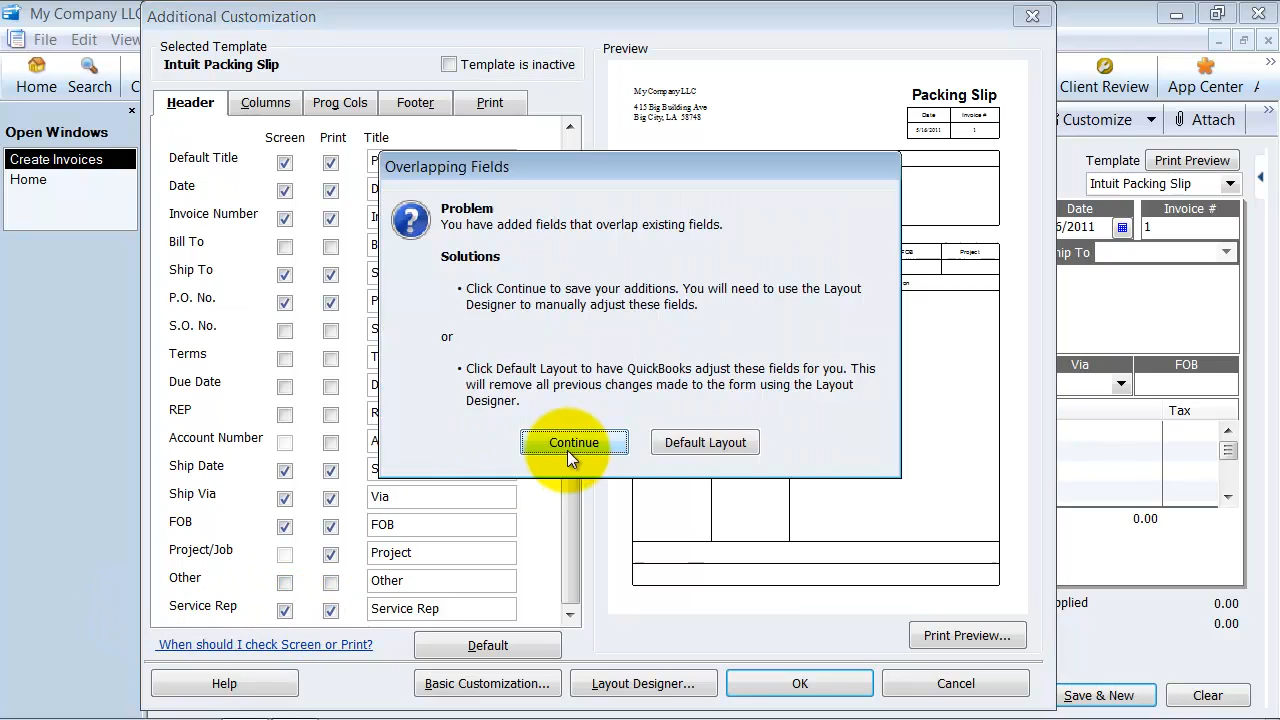 My Company LLC
Additional Customization
File Edit View
Selected Template
Intuit Packing Slip
Template is inactive
Preview
Home
Search
Client Review
App Center
Header
Columns
Prog Cols
Footer
Print
Customize
Attach
Open Windows
Create Invoices
Home
Screen
Print
Title
Default Title
Date
Invoice Number
Bill To
Ship To
P.O. No.
S.O. No.
Terms
Due Date
REP
Account Number
Ship Date
Ship Via
Via
FOB
FOB
Project/Job
Project
Other
Other
Service Rep
Service Rep
My Company LLC
415 Big Building Ave
Big City, LA 58748
Packing Slip
Date
Invoice #
5/16/2011
1
FOB
Project
Overlapping Fields
Problem
You have added fields that overlap existing fields.
Solutions
• Click Continue to save your additions. You will need to use the Layout
Designer to manually adjust these fields.
or
• Click Default Layout to have QuickBooks adjust these fields for you. This
will remove all previous changes made to the form using the Layout
Designer.
Continue
Default Layout
Template
Print Preview
Intuit Packing Slip
Date
Invoice #
6/2011
1
hip To
Via
FOB
Tax
0.00
pplied
0.00
0.00
When should I check Screen or Print?
Default
Print Preview...
Help
Basic Customization...
Layout Designer...
OK
Cancel
Save & New
Clear